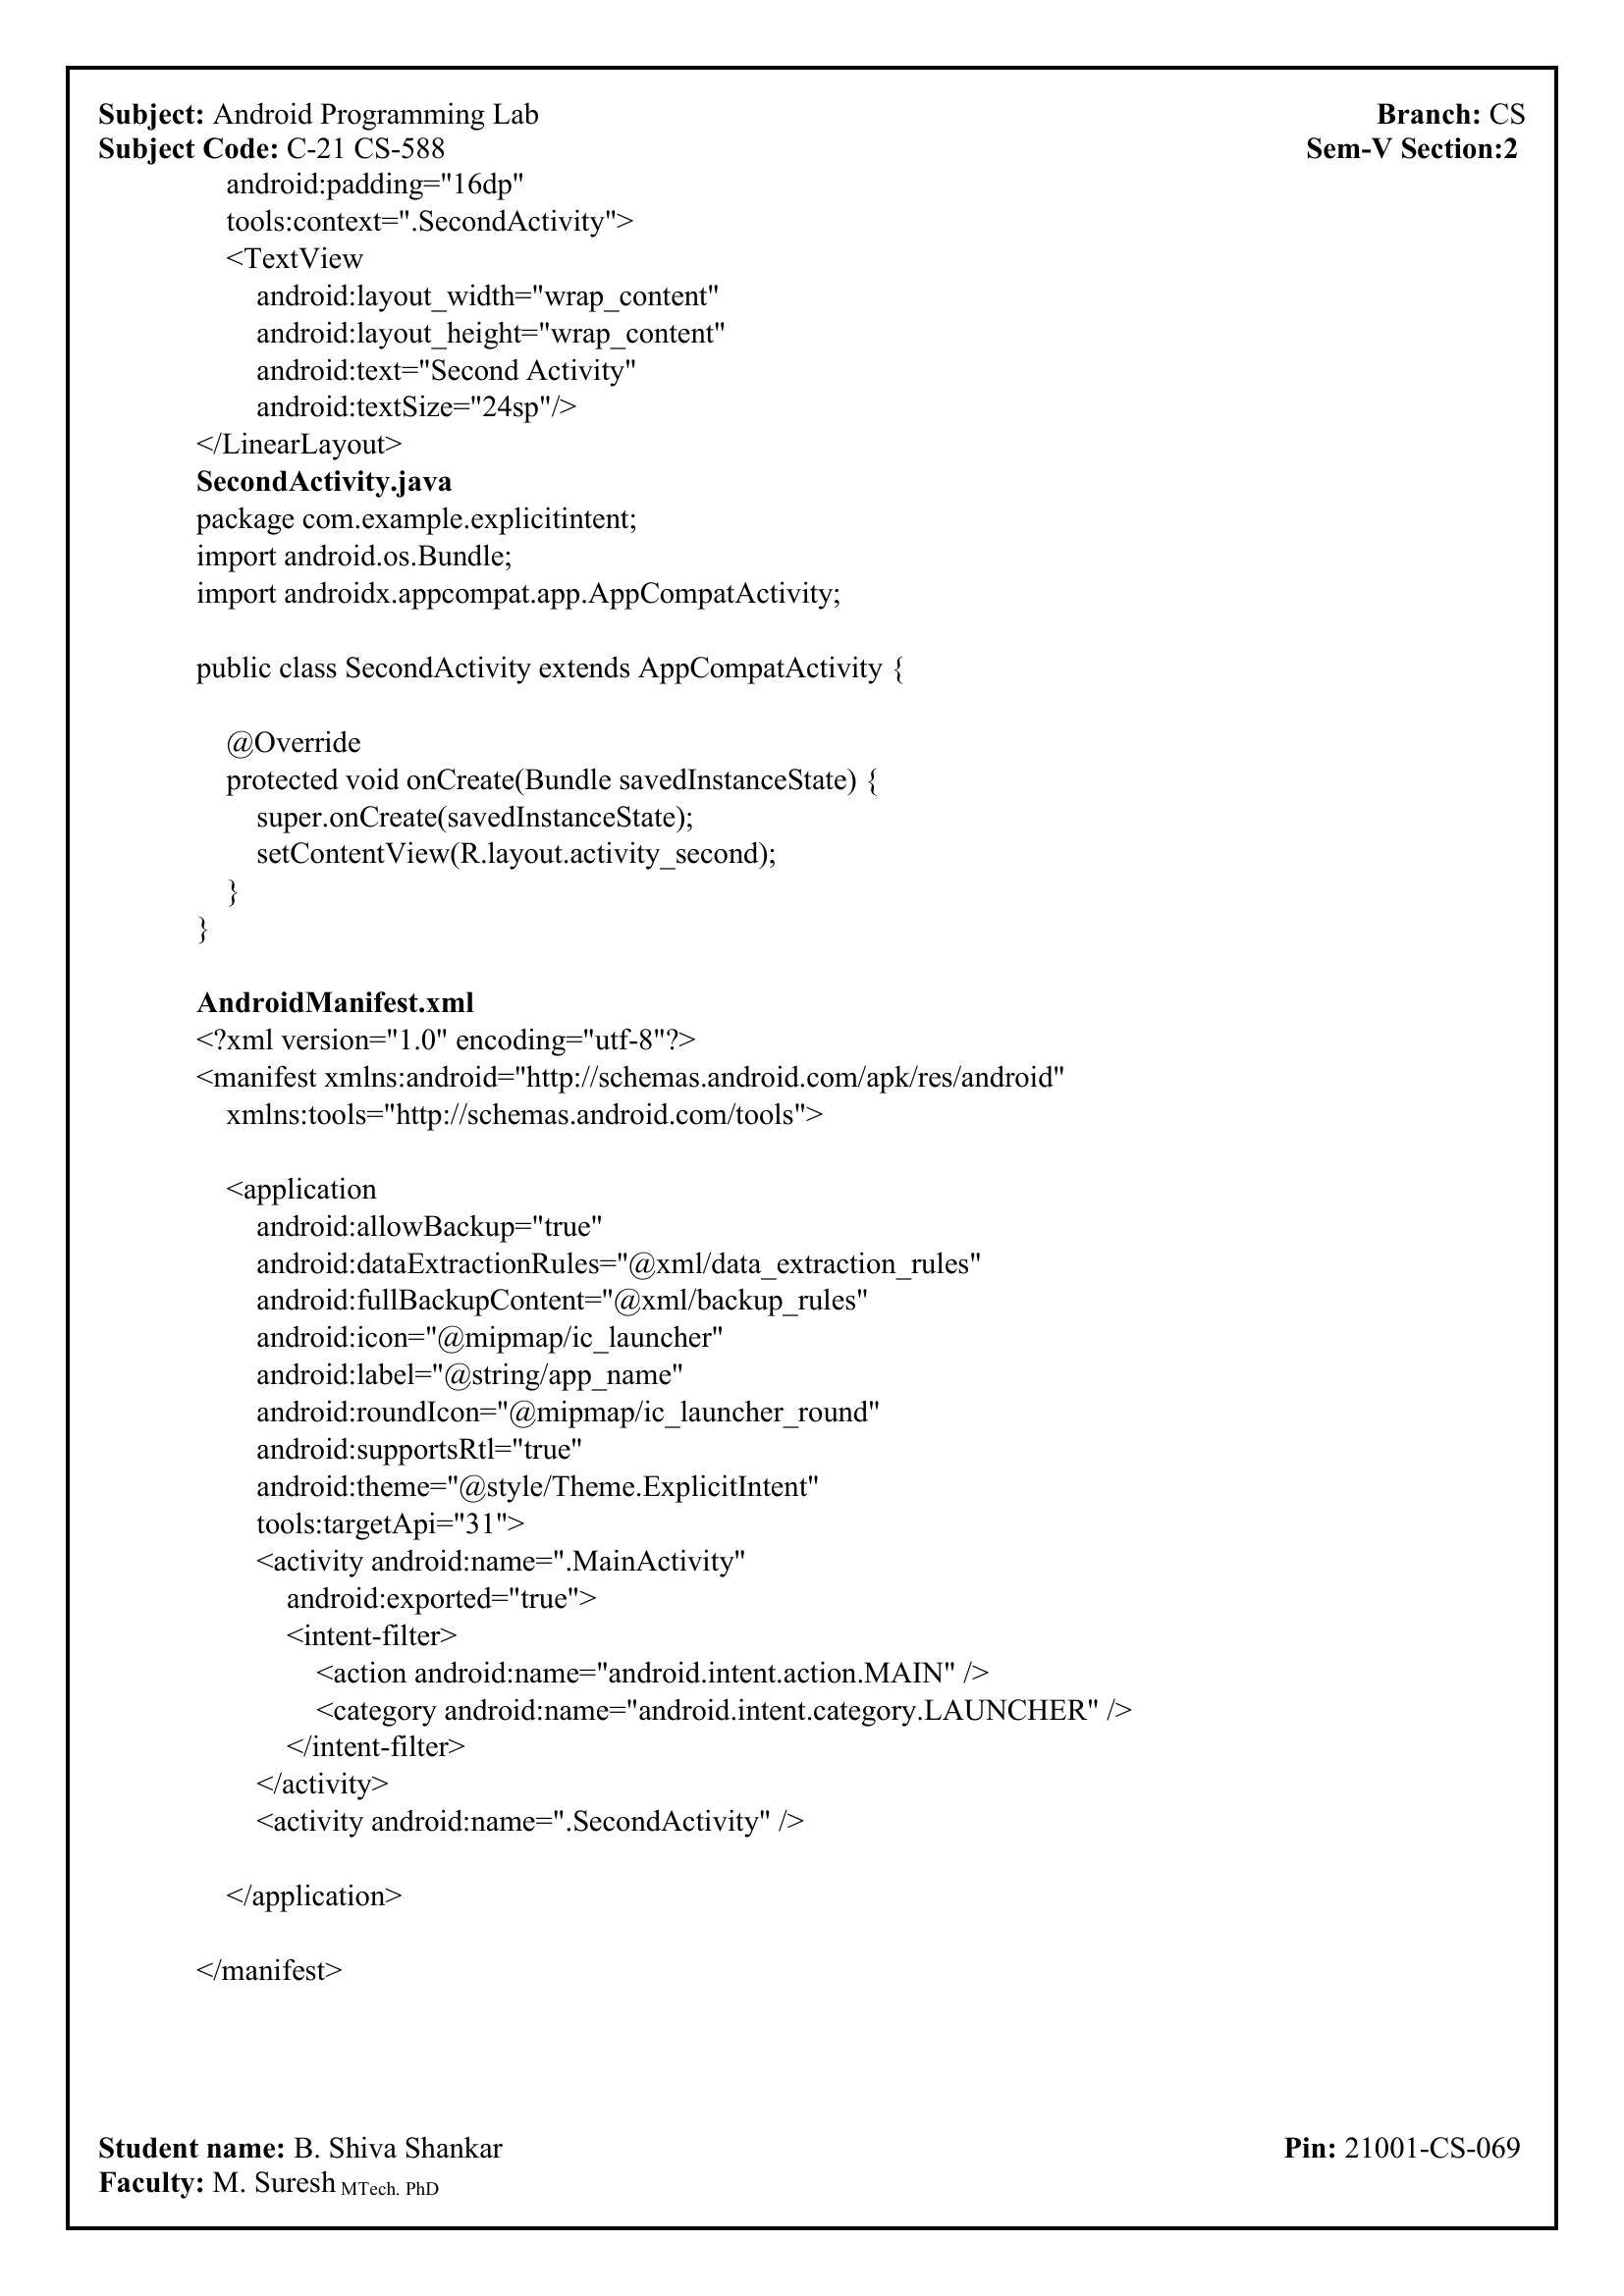 Subject: Android Programming Lab Branch: CS
Subject Code: C-21 CS-588 Sem-V Section:2
android:padding="16dp"
tools:context=".SecondActivity">
<TextView
android:layout_width="wrap_content"
android:layout_height="wrap_content"
android:text="Second Activity"
android:textSize="24sp"/>
</LinearLayout>
SecondActivity.java
package com.example.explicitintent;
import android.os.Bundle;
import androidx.appcompat.app.AppCompatActivity;
public class SecondActivity extends AppCompatActivity {
@Override
protected void onCreate(Bundle savedInstanceState) {
super.onCreate(savedInstanceState);
setContentView(R.layout.activity_second);
}
}
AndroidManifest.xml
<?xml version="1.0" encoding="utf-8"?>
<manifest xmlns:android="http://schemas.android.com/apk/res/android"
xmlns:tools="http://schemas.android.com/tools">
<application
android:allowBackup="true"
android:dataExtractionRules="@xml/data_extraction_rules"
android:fullBackupContent="@xml/backup_rules"
android:icon="@mipmap/ic_launcher"
android:label="@string/app_name"
android:roundIcon="@mipmap/ic_launcher_round"
android:supportsRtl="true"
android:theme="@style/Theme.ExplicitIntent"
tools:targetApi="31">
<activity android:name=".MainActivity"
android:exported="true">
<intent-filter>
<action android:name="android.intent.action.MAIN" />
<category android:name="android.intent.category.LAUNCHER" />
</intent-filter>
</activity>
<activity android:name=".SecondActivity" />
</application>
</manifest>
Student name: B. Shiva Shankar Pin: 21001-CS-069
Faculty: M. Suresh MTech. PhD